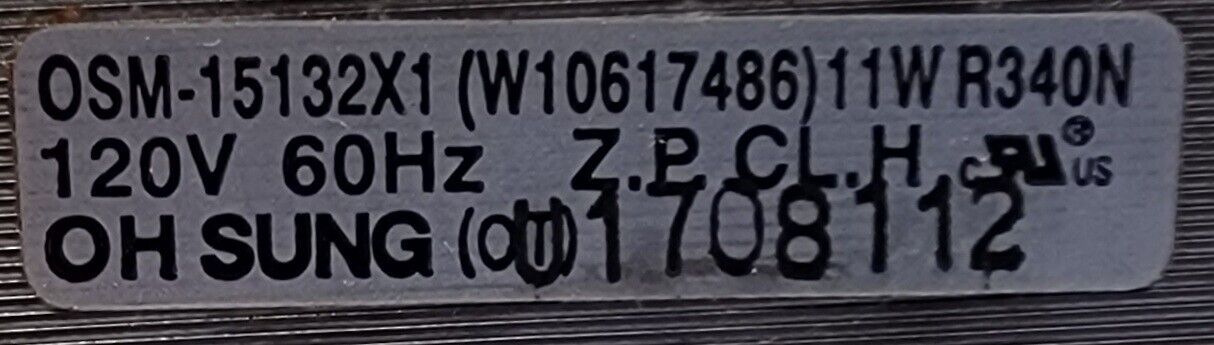 OSM-15132X1 (W10617486)11W R340N
120V 60Hz Z.P. CL.H c US ®
OH SUNG 1708112